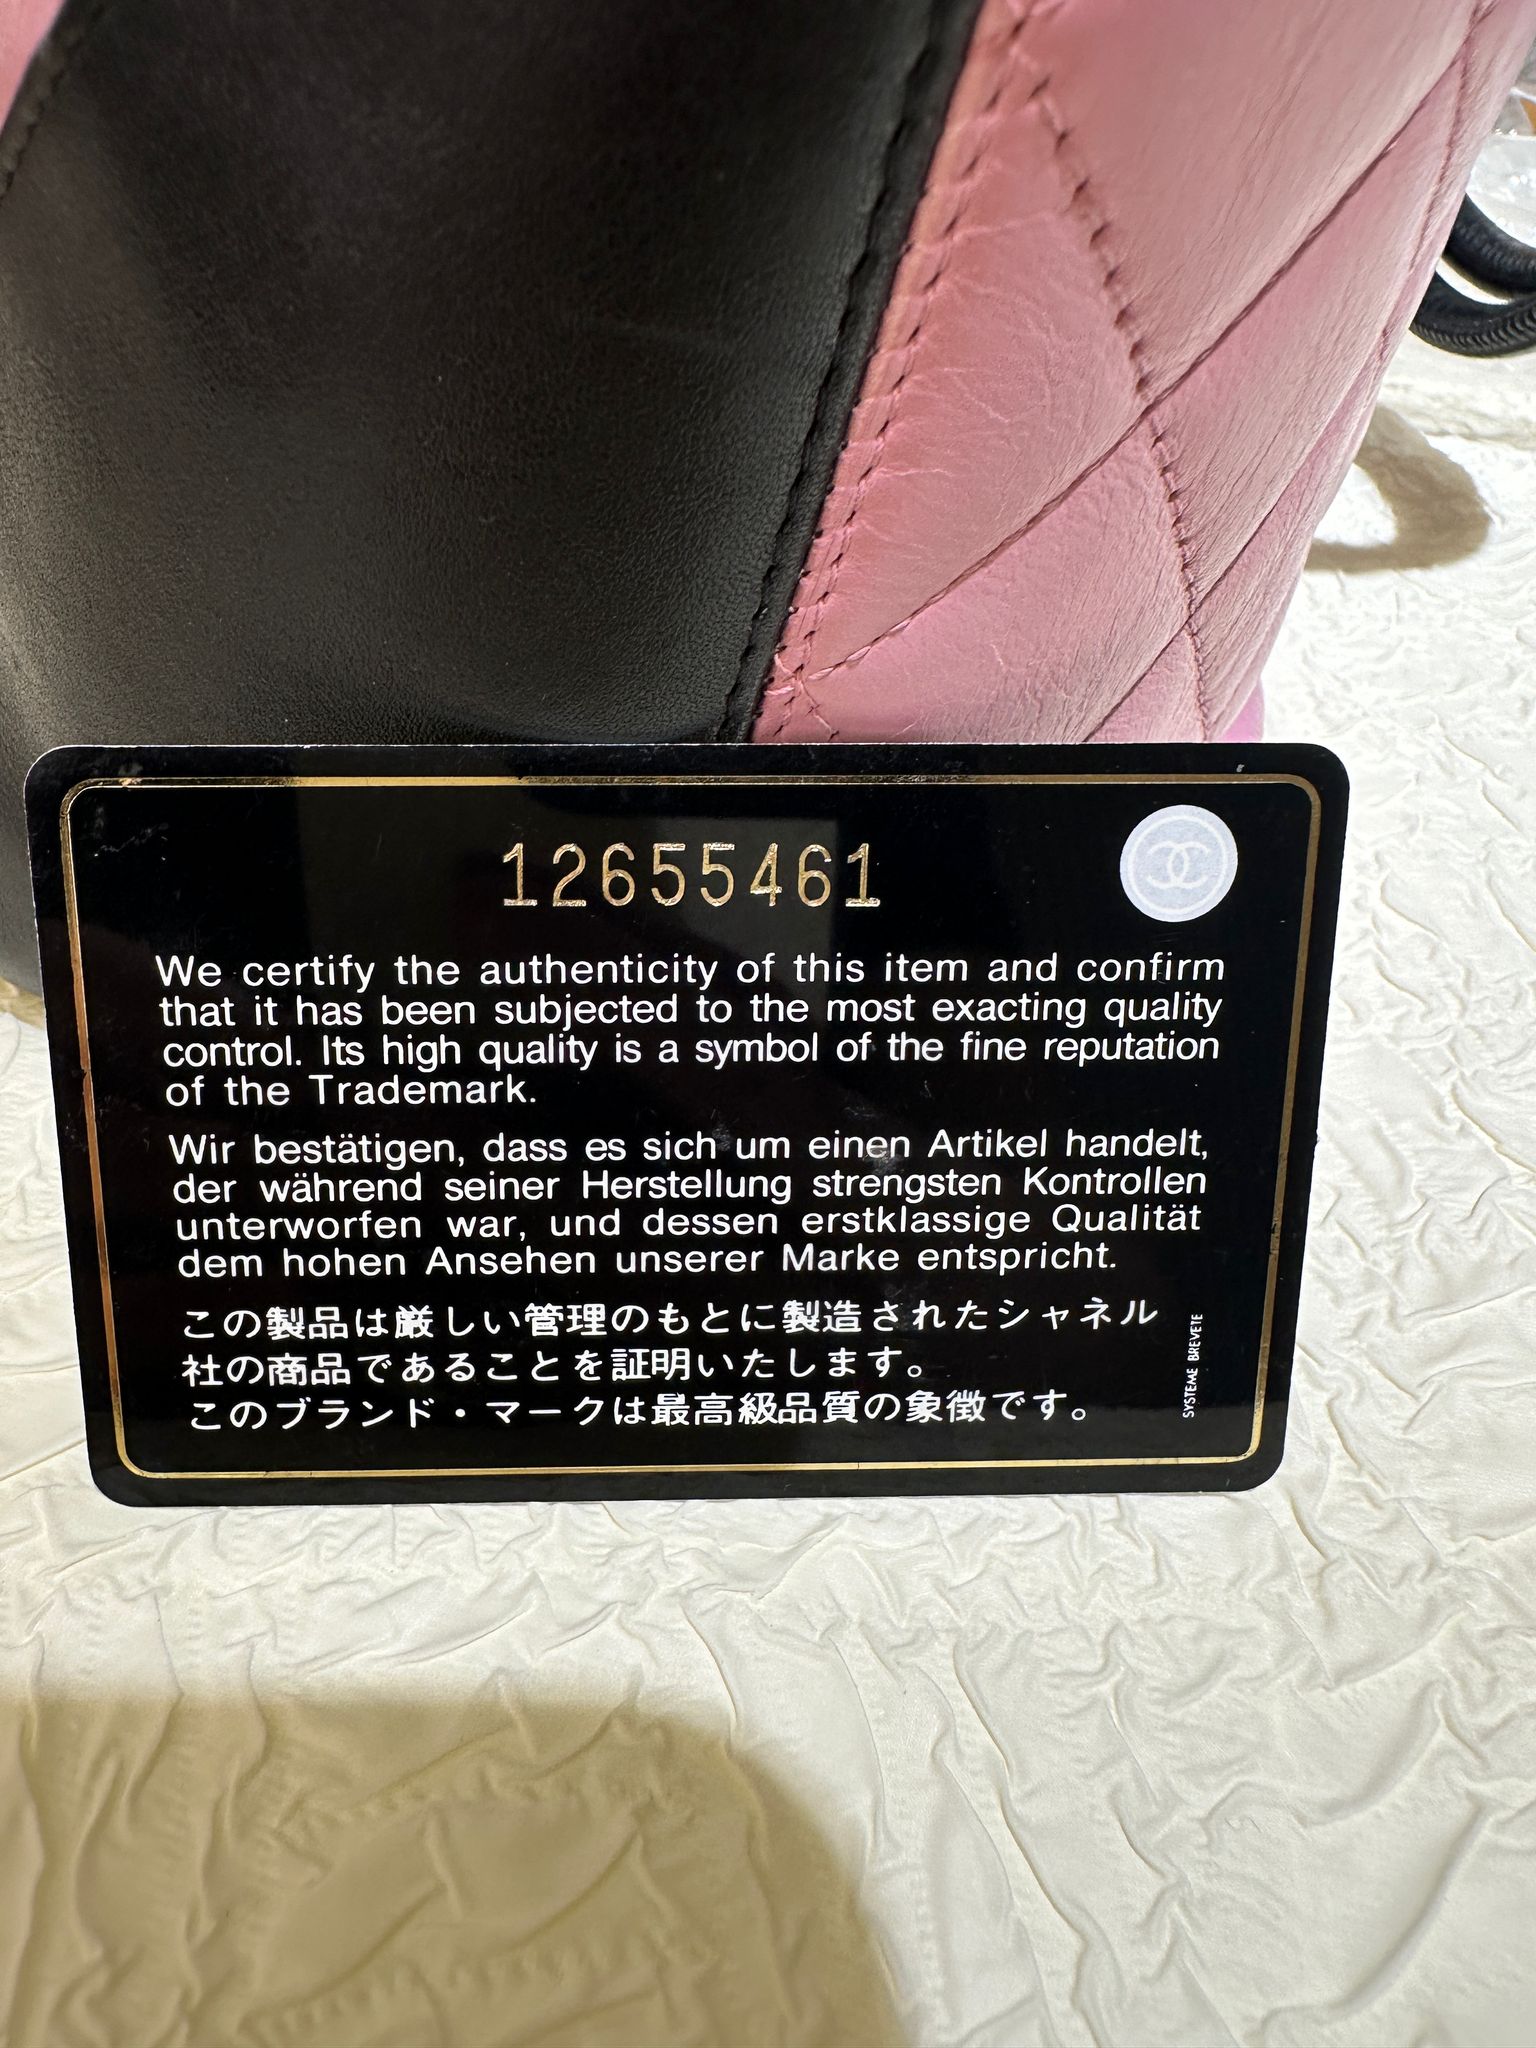 12655461
We certify the authenticity of this item and confirm
that it has been subjected to the most exacting quality
control. Its high quality is a symbol of the fine reputation
of the Trademark.
Wir bestätigen, dass es sich um einen Artikel handelt,
der während seiner Herstellung strengsten Kontrollen
unterworfen war, und dessen erstklassige Qualität
dem hohen Ansehen unserer Marke entspricht.
この製品は厳しい管理のもとに製造されたシャネル
社の商品であることを証明いたします。
このブランド・マークは最高級品質の象徴です。
SYSTEME BREVETE